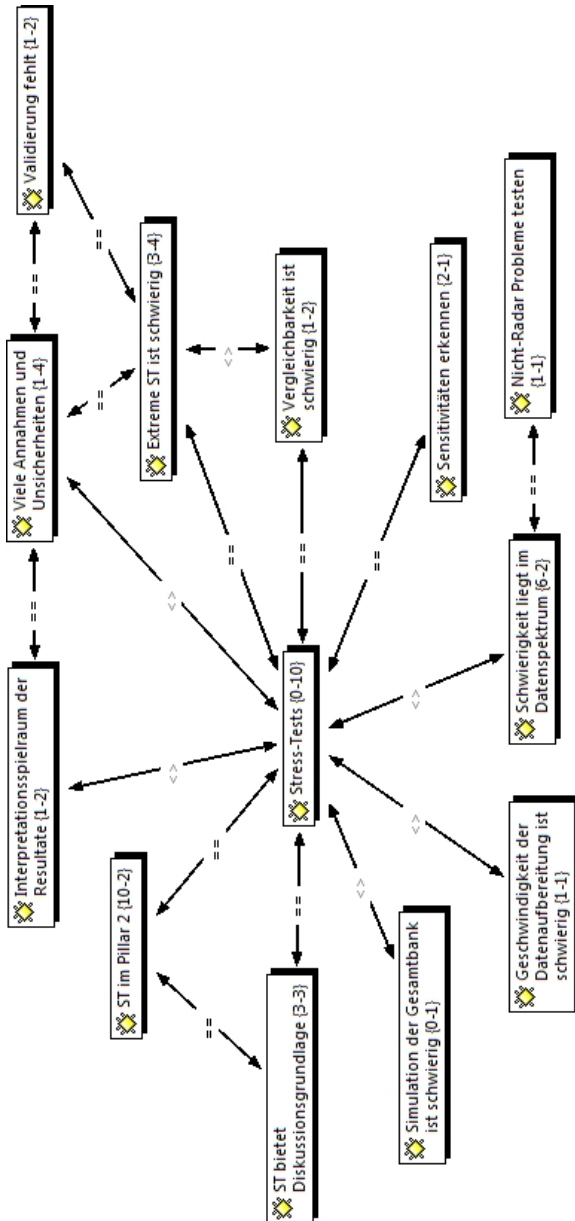 Interpretationsspielraum der
Resultate {1-2}
==
Viele Annahmen und
Unsicherheiten {1-4}
==
Validierung fehlt {1-2}
==
==
ST im Pillar 2 {10-2}
Extreme ST ist schwierig {3-4}
<>
<>
==
==
==
<>
ST bietet
Diskussionsgrundlage {3-3}
==
Stress-Tests {0-10}
==
Vergleichbarkeit ist
schwierig {1-2}
<>
<>
<>
==
Simulation der Gesamtbank
ist schwierig {0-1}
Sensitivitäten erkennen {2-1}
Geschwindigkeit der
Datenaufbereitung ist
schwierig {1-1}
Schwierigkeit liegt im
Datenspektrum {6-2}
==
Nicht-Radar Probleme testen
{1-1}